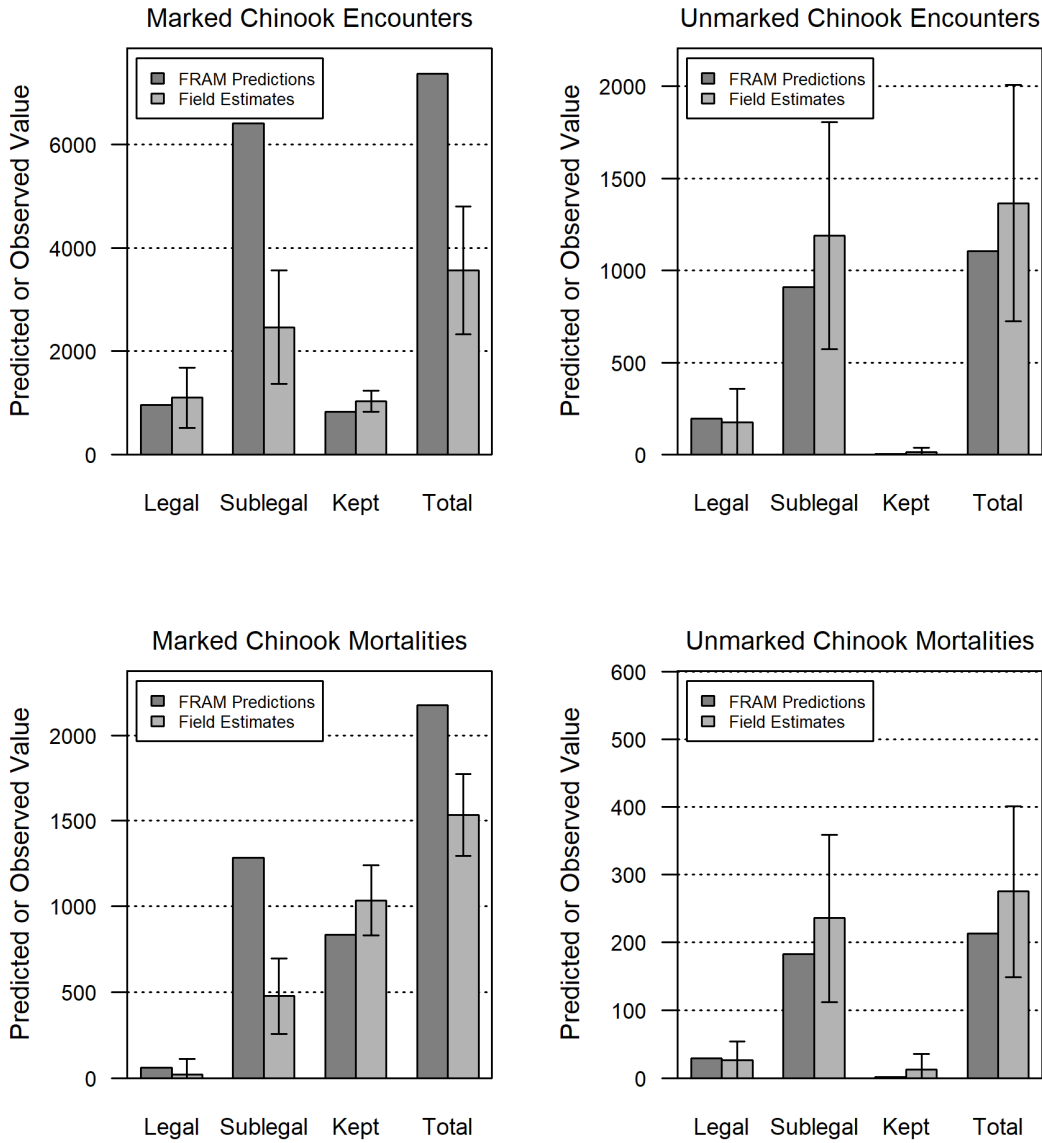 Marked Chinook Encounters
Predicted or Observed Value
6000
4000
2000
0
FRAM Predictions
Field Estimates
Legal Sublegal Kept Total
Unmarked Chinook Encounters
Predicted or Observed Value
2000
1500
1000
500
0
FRAM Predictions
Field Estimates
Legal Sublegal Kept Total
Marked Chinook Mortalities
Predicted or Observed Value
2000
1500
1000
500
0
FRAM Predictions
Field Estimates
Legal Sublegal Kept Total
Unmarked Chinook Mortalities
Predicted or Observed Value
600
500
400
300
200
100
0
FRAM Predictions
Field Estimates
Legal Sublegal Kept Total